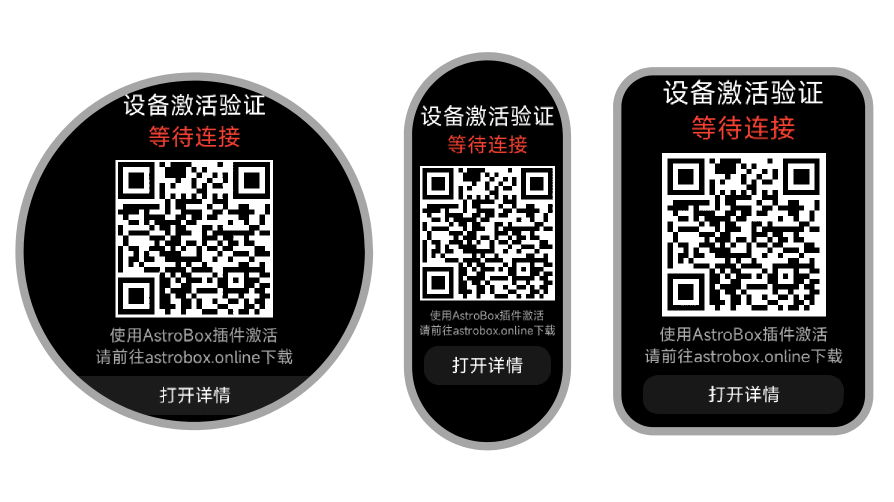 设备激活验证
等待连接
使用AstroBox插件激活
请前往astrobox.online下载
打开详情
设备激活验证
等待连接
使用AstroBox插件激活
请前往astrobox.online下载
打开详情
设备激活验证
等待连接
使用AstroBox插件激活
请前往astrobox.online下载
打开详情